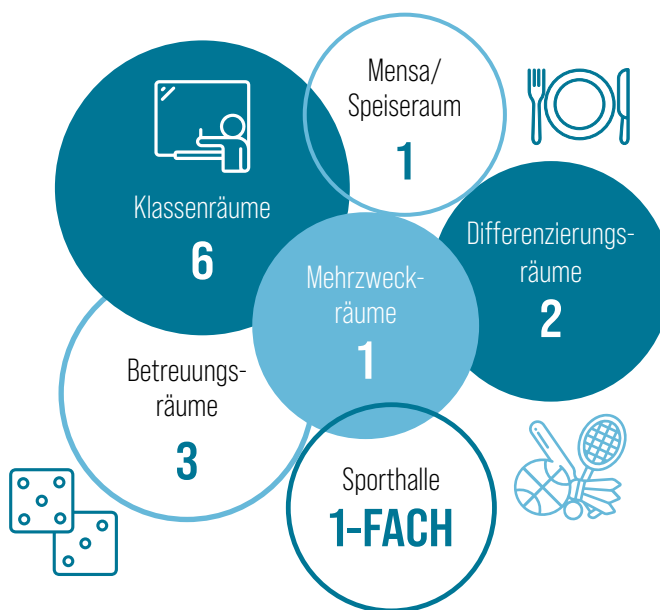 Mensa/
Speiseraum
1
Klassenräume
6
Differenzierungs-
räume
2
Mehrzweck-
räume
1
Betreuungs-
räume
3
Sporthalle
1-FACH